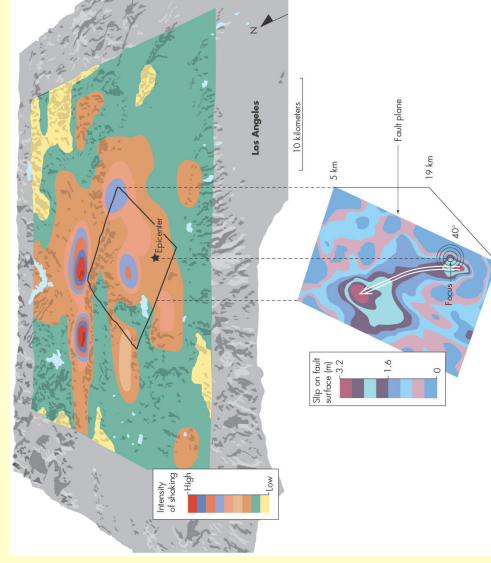 Intensity
of shaking
High
Low
Epicenter
N
Los Angeles
10 kilometers
Slip on fault
surface (m)
3.2
1.6
0
Focus
40°
5 km
19 km
Fault plane